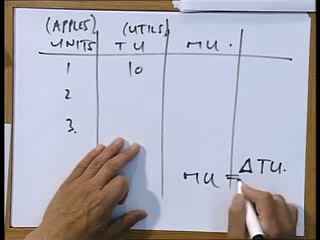 (APPLES) (UTILS)
UNITS TU MU.
1 10
2
3.
MU = ΔTU.